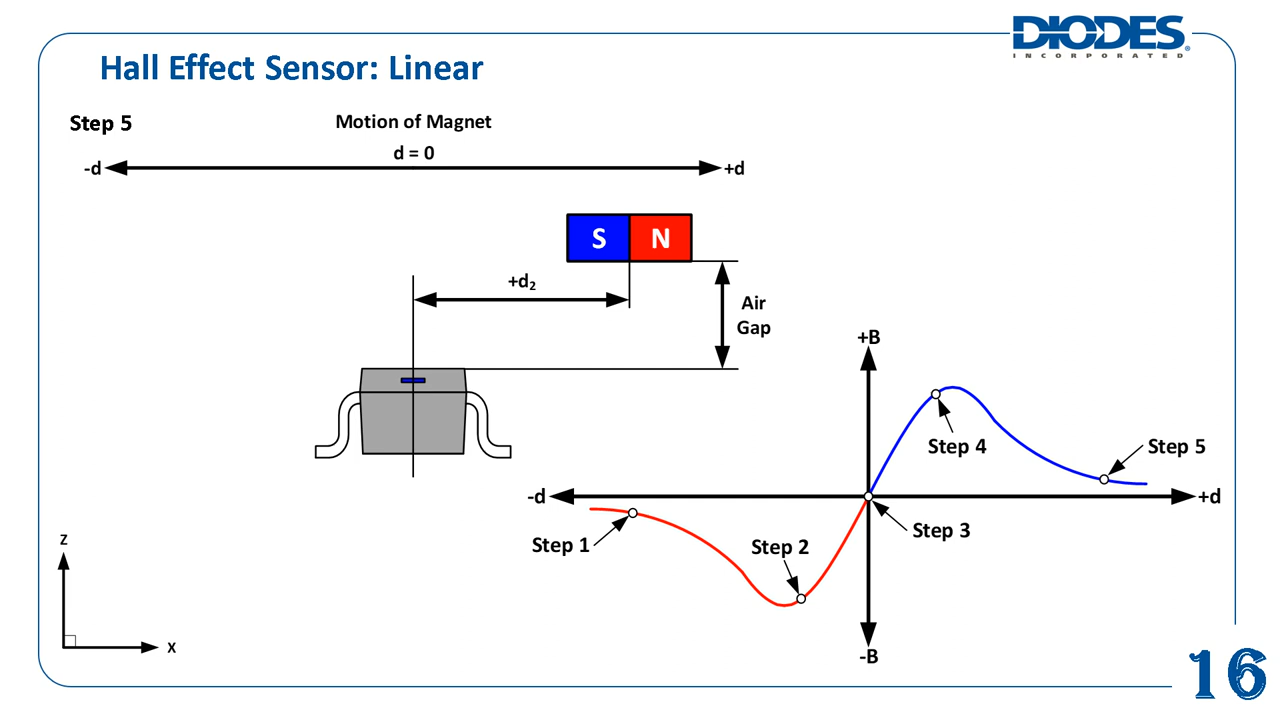 DIODES
INCORPORATED
Hall Effect Sensor: Linear
Step 5
Motion of Magnet
d = 0
-d
+d
S
N
+d₂
Air
Gap
+B
Step 4
Step 5
-d
+d
Step 1
Step 2
Step 3
-B
Z
X
16